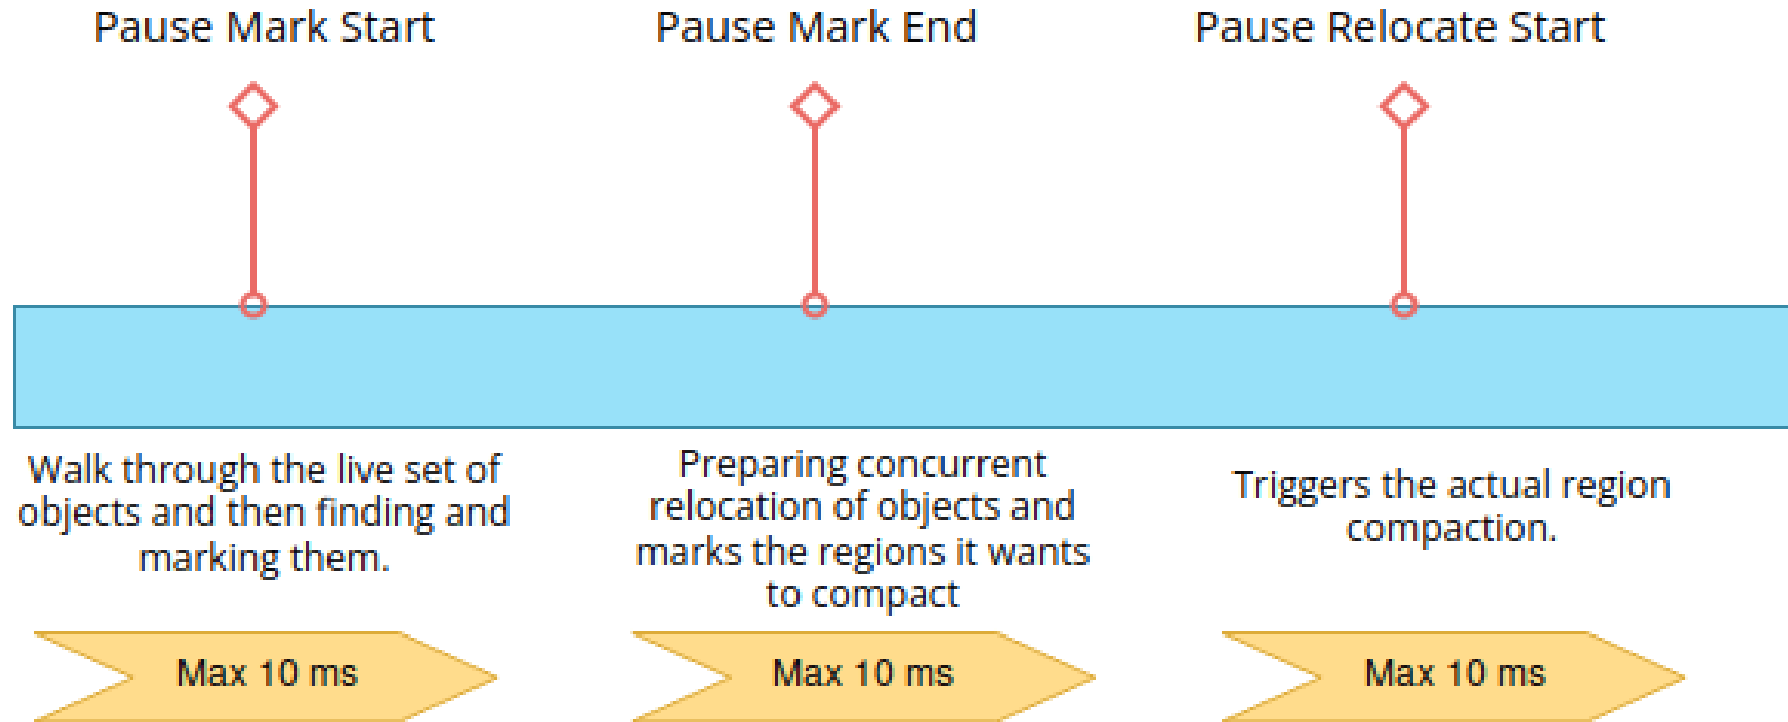 Pause Mark Start
Pause Mark End
Pause Relocate Start
Walk through the live set of
objects and then finding and
marking them.
Preparing concurrent
relocation of objects and
marks the regions it wants
to compact
Triggers the actual region
compaction.
Max 10 ms
Max 10 ms
Max 10 ms